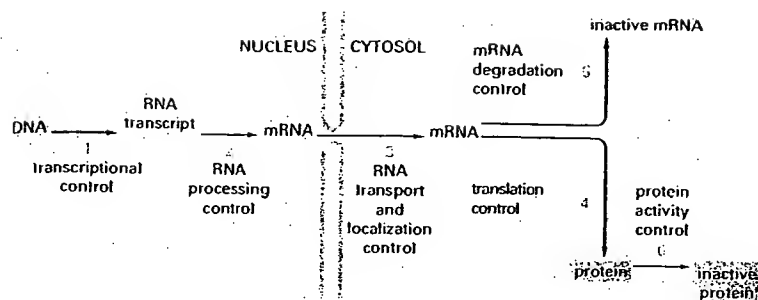 inactive mRNA
NUCLEUS
CYTOSOL
mRNA
degradation
control
5
RNA
transcript
DNA
mRNA
mRNA
1
transcriptional
control
RNA
processing
control
3
RNA
transport
and
localization
control
translation
control
4
protein
activity
control
protein
inactive
protein